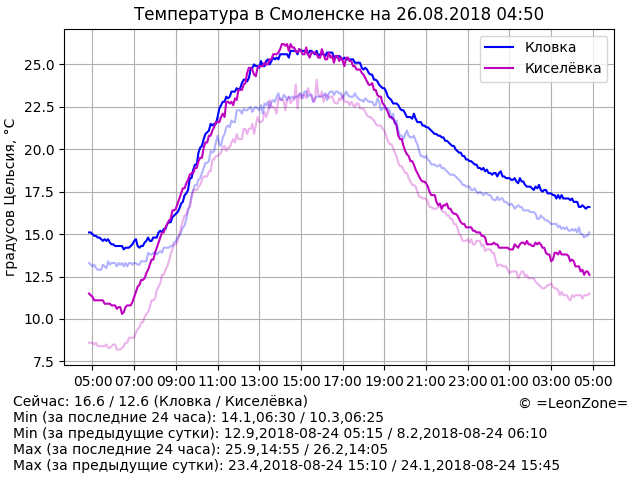 Температура в Смоленске на 26.08.2018 04:50
Кловка
Киселёвка
градусов Цельсия, °C
25.0
22.5
20.0
17.5
15.0
12.5
10.0
7.5
05:00 07:00 09:00 11:00 13:00 15:00 17:00 19:00 21:00 23:00 01:00 03:00 05:00
Сейчас: 16.6 / 12.6 (Кловка / Киселёвка)
© =LeonZone=
Min (за последние 24 часа): 14.1,06:30 / 10.3,06:25
Min (за предыдущие сутки): 12.9,2018-08-24 05:15 / 8.2,2018-08-24 06:10
Max (за последние 24 часа): 25.9,14:55 / 26.2,14:05
Max (за предыдущие сутки): 23.4,2018-08-24 15:10 / 24.1,2018-08-24 15:45